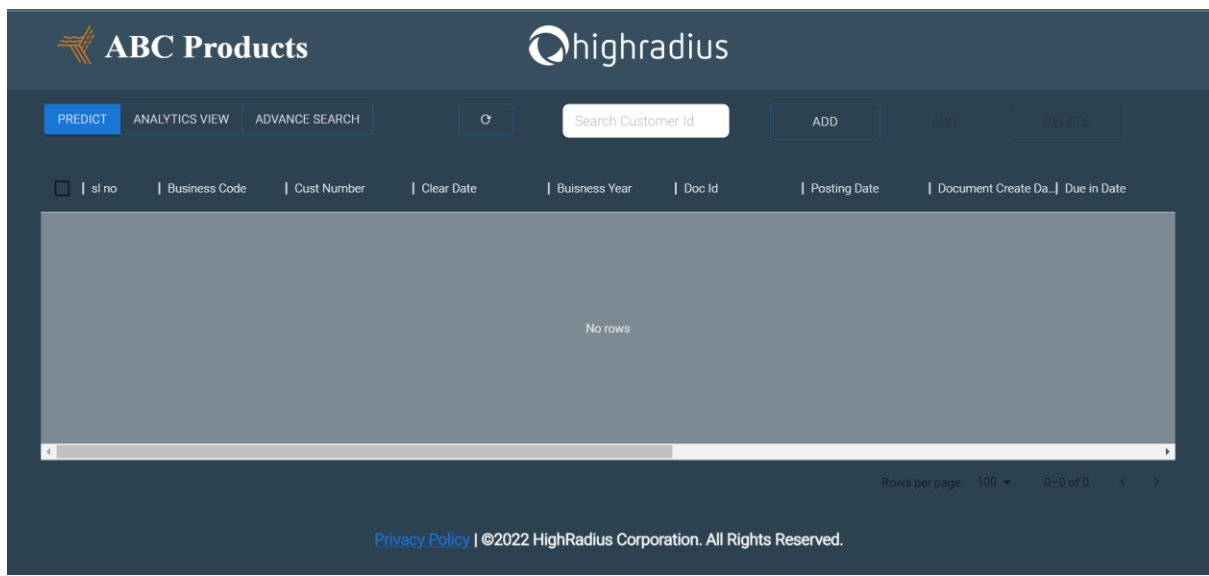 ABC Products highradius
PREDICT ANALYTICS VIEW ADVANCE SEARCH Search Customer Id ADD EDIT DELETE
sl no Business Code Cust Number Clear Date Buisness Year Doc Id Posting Date Document Create Da... Due in Date
No rows
Rows per page: 100 0–0 of 0
Privacy Policy | ©2022 HighRadius Corporation. All Rights Reserved.